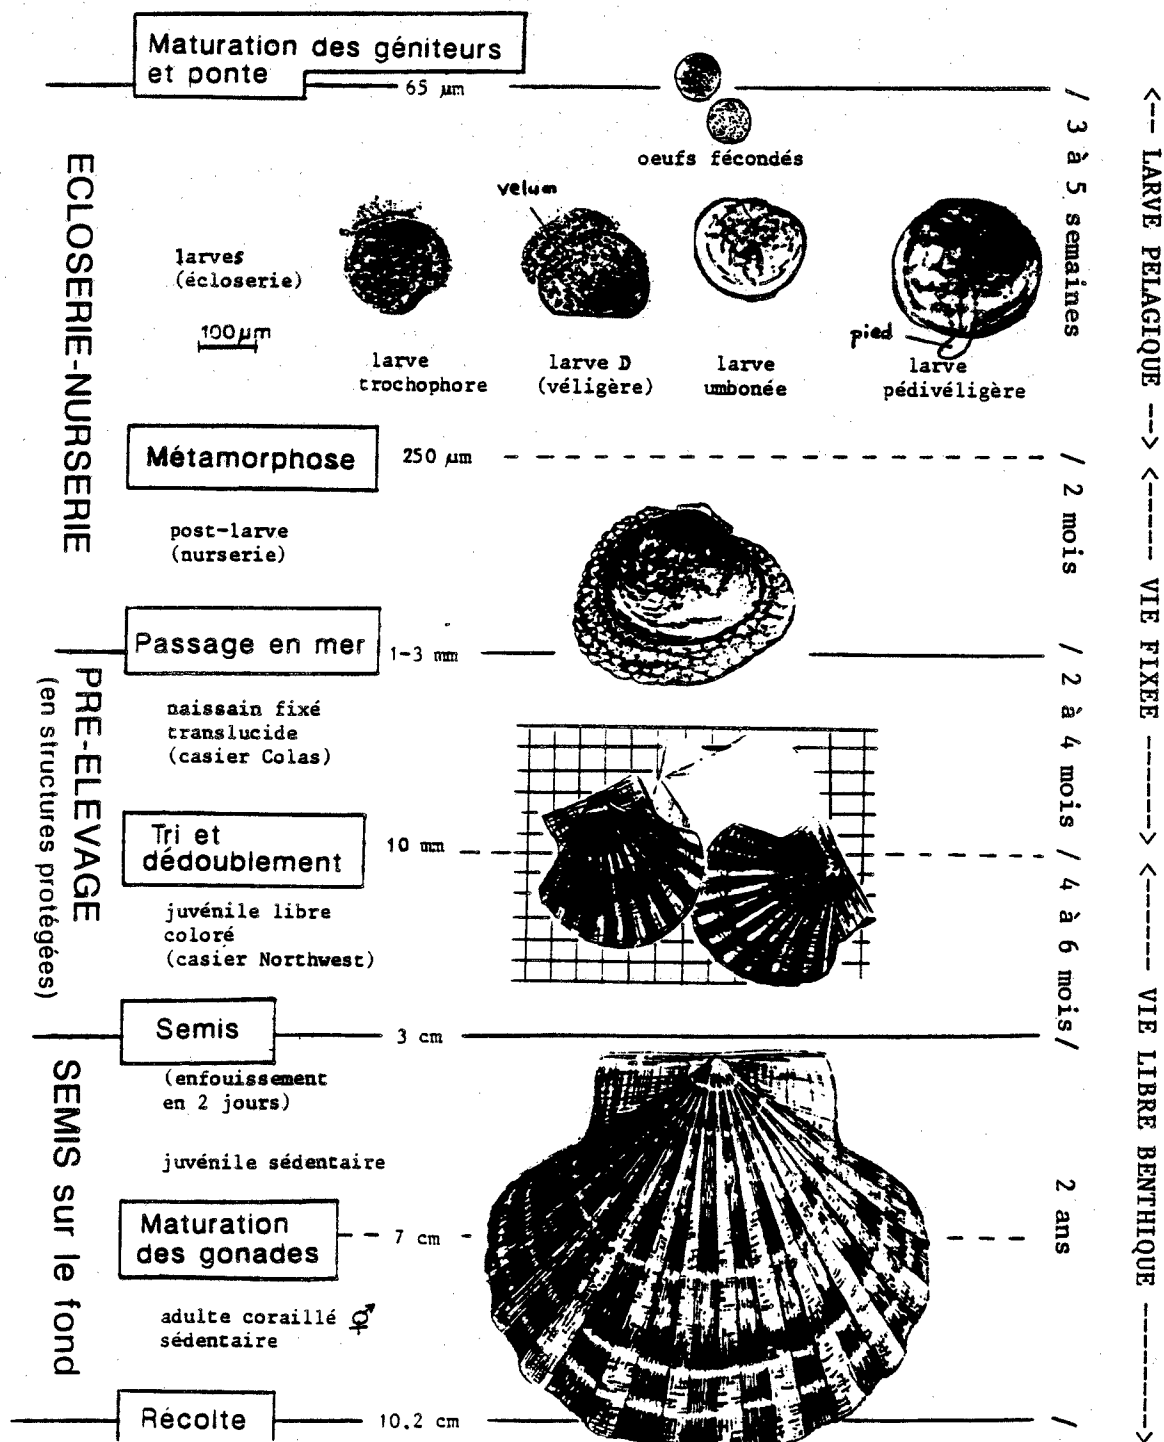 Maturation des géniteurs
et ponte
65 µm
oeufs fécondés
velum
larves
(écloserie)
100 µm
pied
larve
trochophore
larve D
(véligère)
larve
umbonée
larve
pédivéligère
Métamorphose
250 µm
post-larve
(nurserie)
Passage en mer
1-3 mm
naissain fixé
translucide
(casier Colas)
Tri et
dédoublement
10 mm
juvénile libre
coloré
(casier Northwest)
Semis
3 cm
(enfouissement
en 2 jours)
juvénile sédentaire
Maturation
des gonades
7 cm
adulte coraillé ⚥
sédentaire
Récolte
10,2 cm
ECLOSERIE-NURSERIE
PRE-ELEVAGE
(en structures protégées)
SEMIS sur le fond
/ 3 à 5 semaines / 2 mois / 2 à 4 mois / 4 à 6 mois / 2 ans /
<-- LARVE PELAGIQUE --> <----- VIE FIXEE -----> <------ VIE LIBRE BENTHIQUE -------->